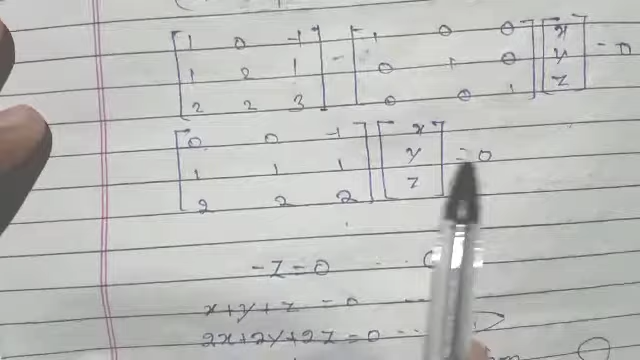 [1 0 -1 1 2 1 2 2 3] - [1 0 0 0 1 0 0 0 1] [x y z] = 0
[0 0 -1 1 1 1 2 2 2] [x y z] = 0
-z = 0
x+y+z = 0
2x+2y+2z = 0